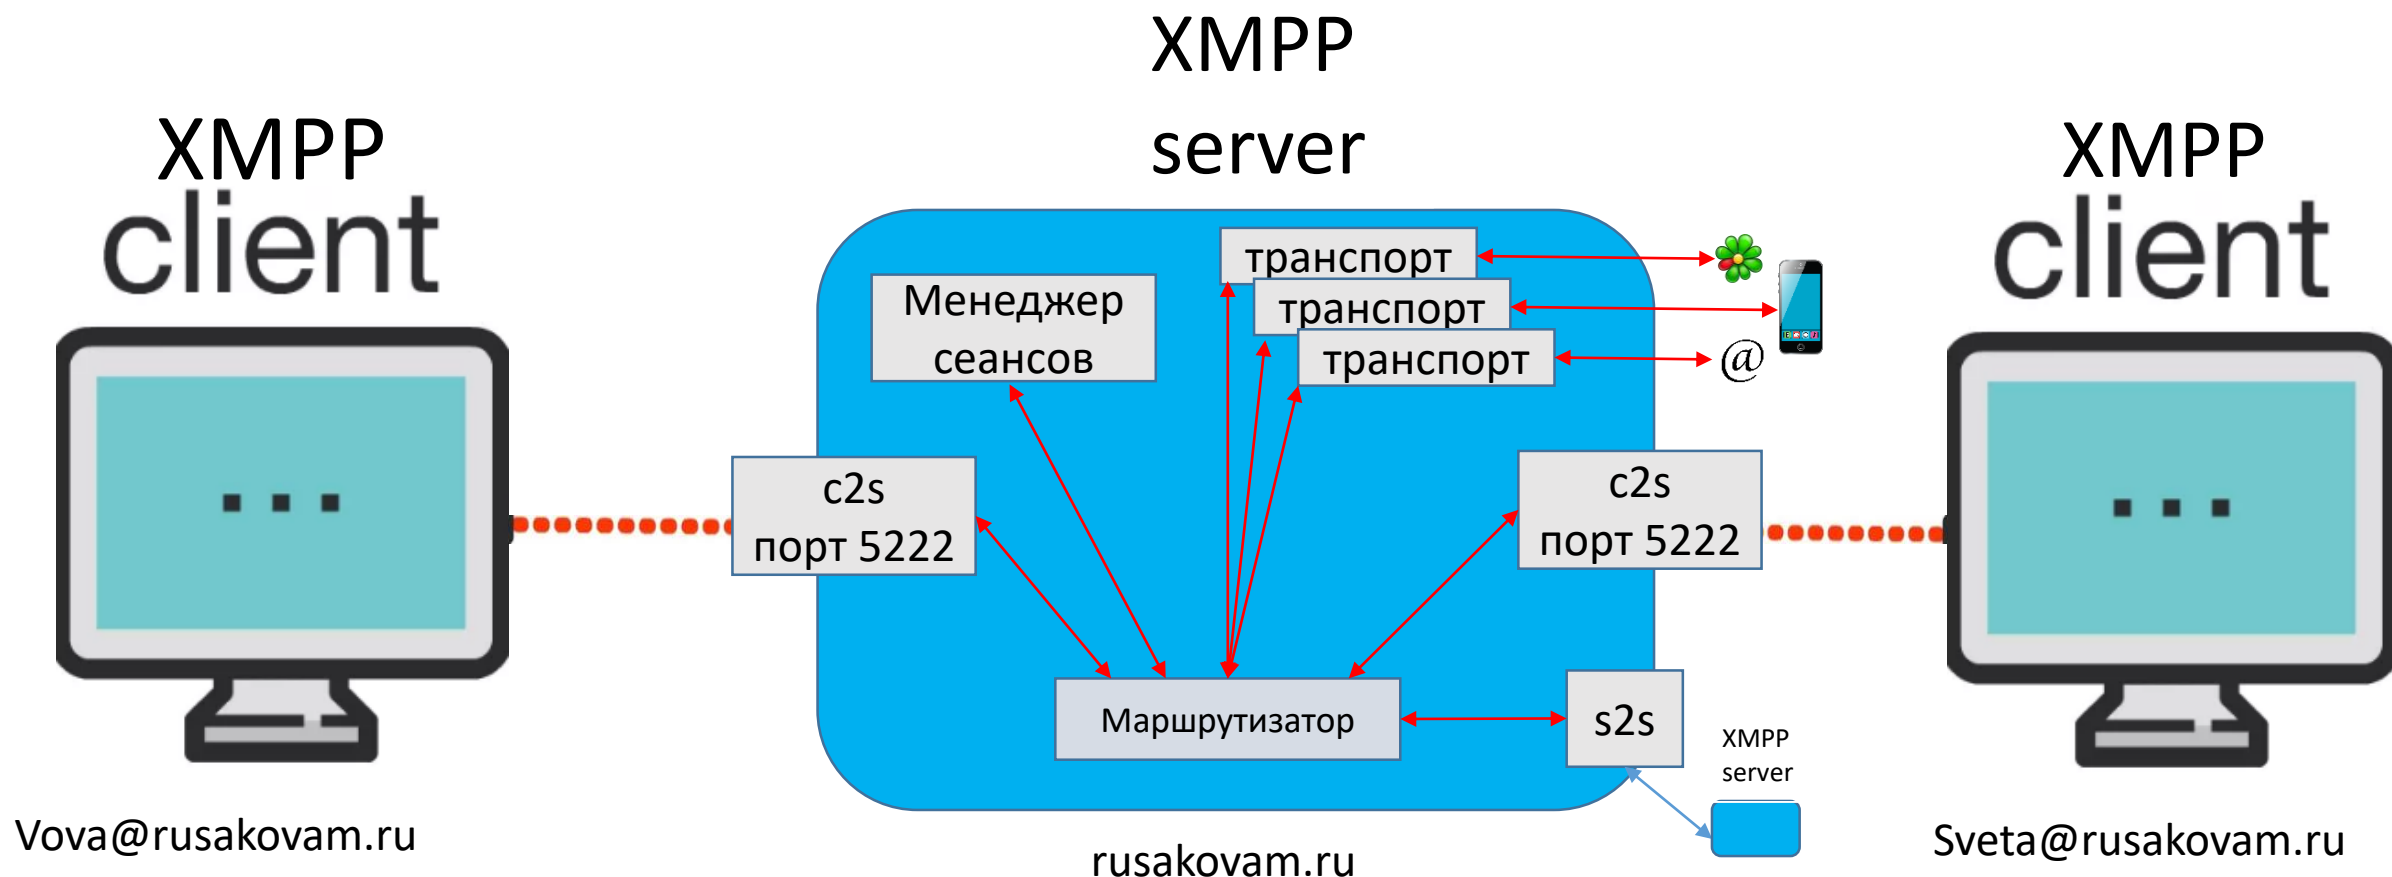 XMPP
client
Vova@rusakovam.ru
XMPP
server
Менеджер
сеансов
транспорт
транспорт
транспорт
@
c2s
порт 5222
c2s
порт 5222
Маршрутизатор
s2s
XMPP
server
rusakovam.ru
XMPP
client
Sveta@rusakovam.ru